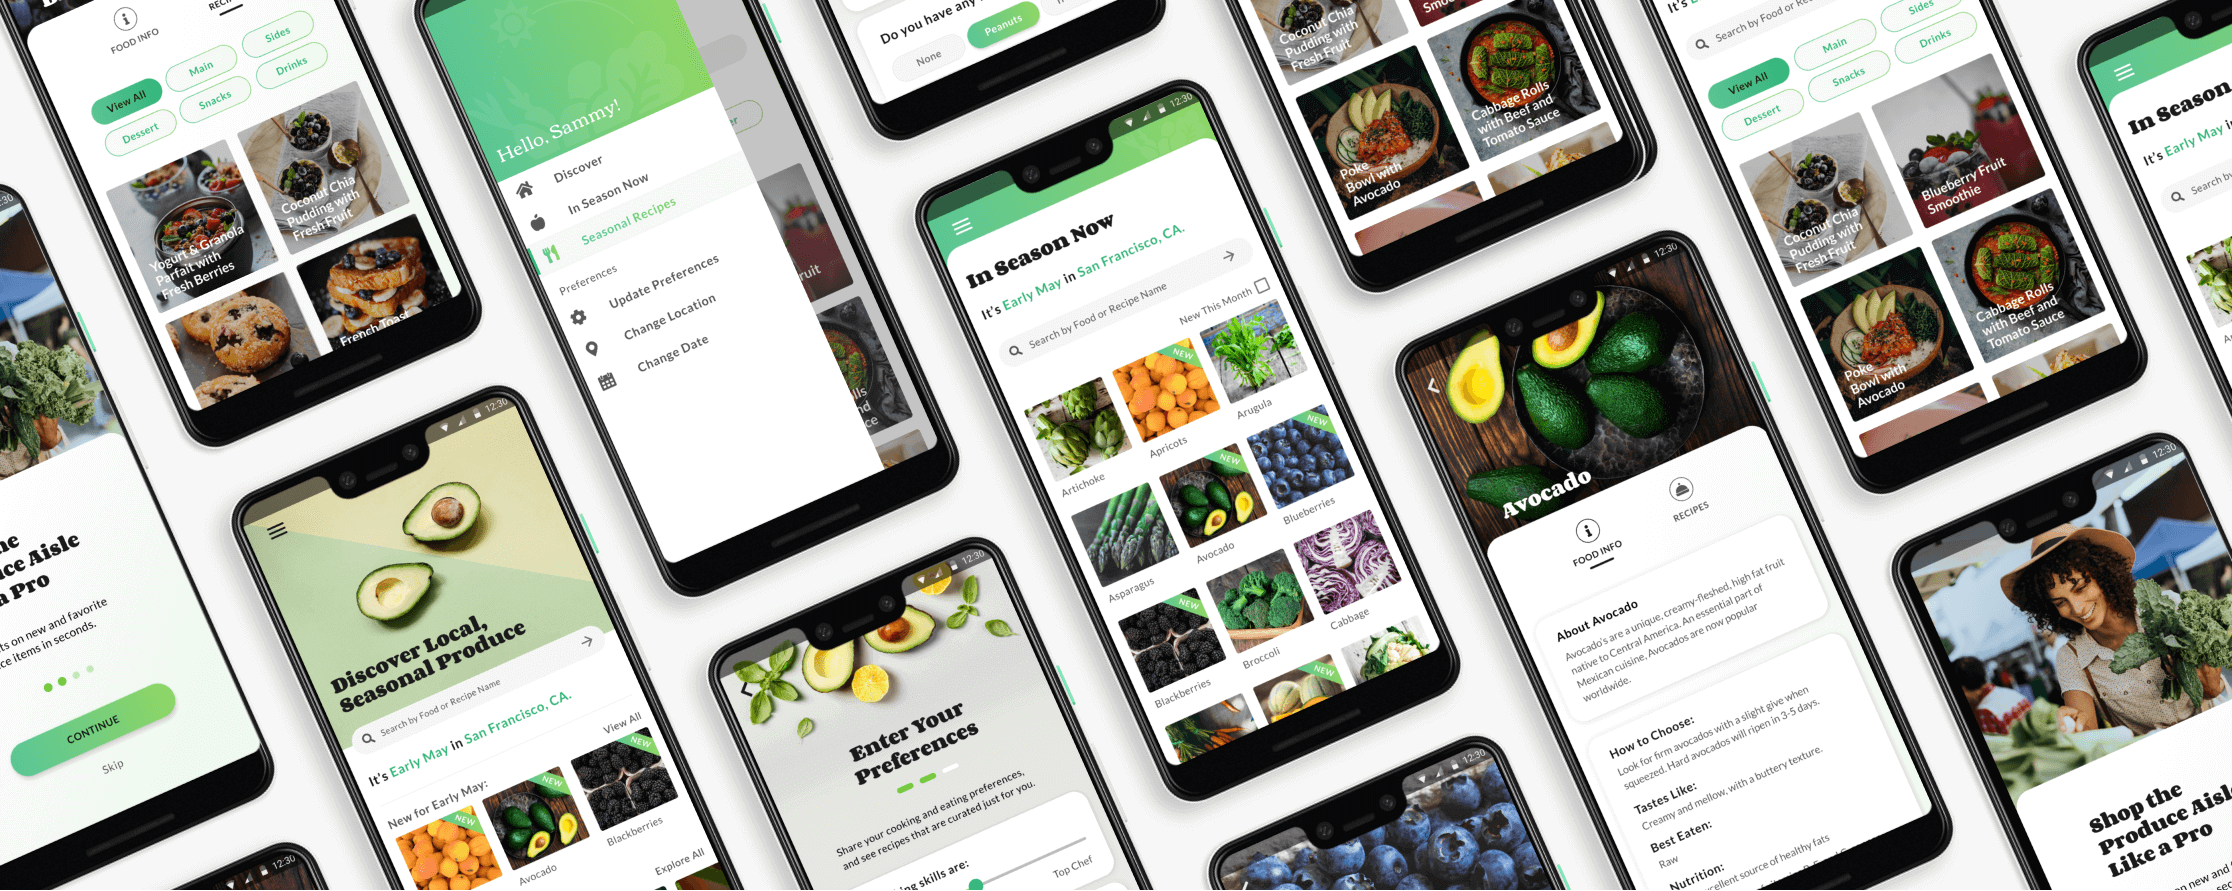 FOOD INFO
View All
Main
Sides
Dessert
Snacks
Drinks
Yogurt & Granola
Parfait with
Fresh Berries
Coconut Chia
Pudding with
Fresh Fruit
French Toast
Produce Aisle
a Pro
on new and favorite
items in seconds.
CONTINUE
Skip
12:30
Hello, Sammy!
Discover
In Season Now
Seasonal Recipes
Preferences
Update Preferences
Change Location
Change Date
12:30
Discover Local,
Seasonal Produce
Search by Food or Recipe Name
It's Early May in San Francisco, CA.
View All
New for Early May:
NEW
NEW
NEW
Avocado
Blackberries
Explore All
Do you have any
None
Peanuts
12:30
Enter Your
Preferences
Share your cooking and eating preferences,
and see recipes that are curated just for you.
skills are:
Top Chef
12:30
In Season Now
It's Early May in San Francisco, CA.
Search by Food or Recipe Name
New This Month
Artichoke
NEW
Apricots
Arugula
Asparagus
NEW
Avocado
NEW
Blueberries
NEW
Blackberries
Broccoli
Cabbage
NEW
12:30
Coconut Chia
Pudding with
Fresh Fruit
Poke
Bowl with
Avocado
Cabbage Rolls
with Beef and
Tomato Sauce
12:30
Avocado
FOOD INFO
RECIPES
About Avocado
Avocado's are a unique, creamy-fleshed, high fat fruit
native to Central America. An essential part of
Mexican cuisine, Avocados are now popular
worldwide.
How to Choose:
Look for firm avocados with a slight give when
squeezed. Hard avocados will ripen in 3-5 days.
Tastes Like:
Creamy and mellow, with a buttery texture.
Best Eaten:
Raw
Nutrition:
source of healthy fats
It's
Search by Food or Recipe Name
View All
Main
Sides
Dessert
Snacks
Drinks
Coconut Chia
Pudding with
Fresh Fruit
Blueberry Fruit
Smoothie
Poke
Bowl with
Avocado
Cabbage Rolls
with Beef and
Tomato Sauce
In Season
It's Early May in
Search by
12:30
Shop the
Produce Aisle
Like a Pro
on new and